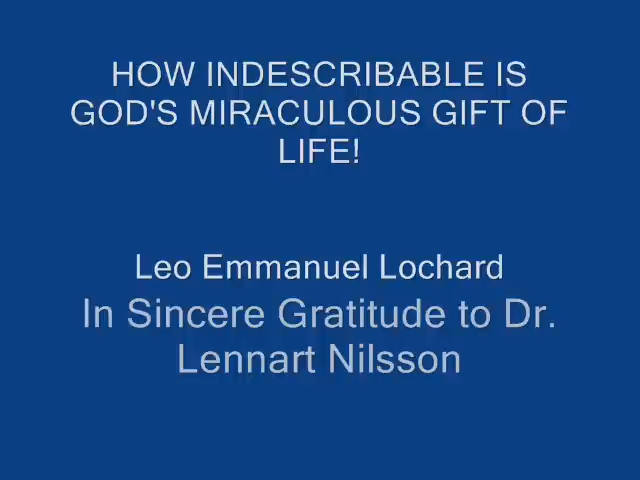 HOW INDESCRIBABLE IS
GOD'S MIRACULOUS GIFT OF
LIFE!
Leo Emmanuel Lochard
In Sincere Gratitude to Dr.
Lennart Nilsson